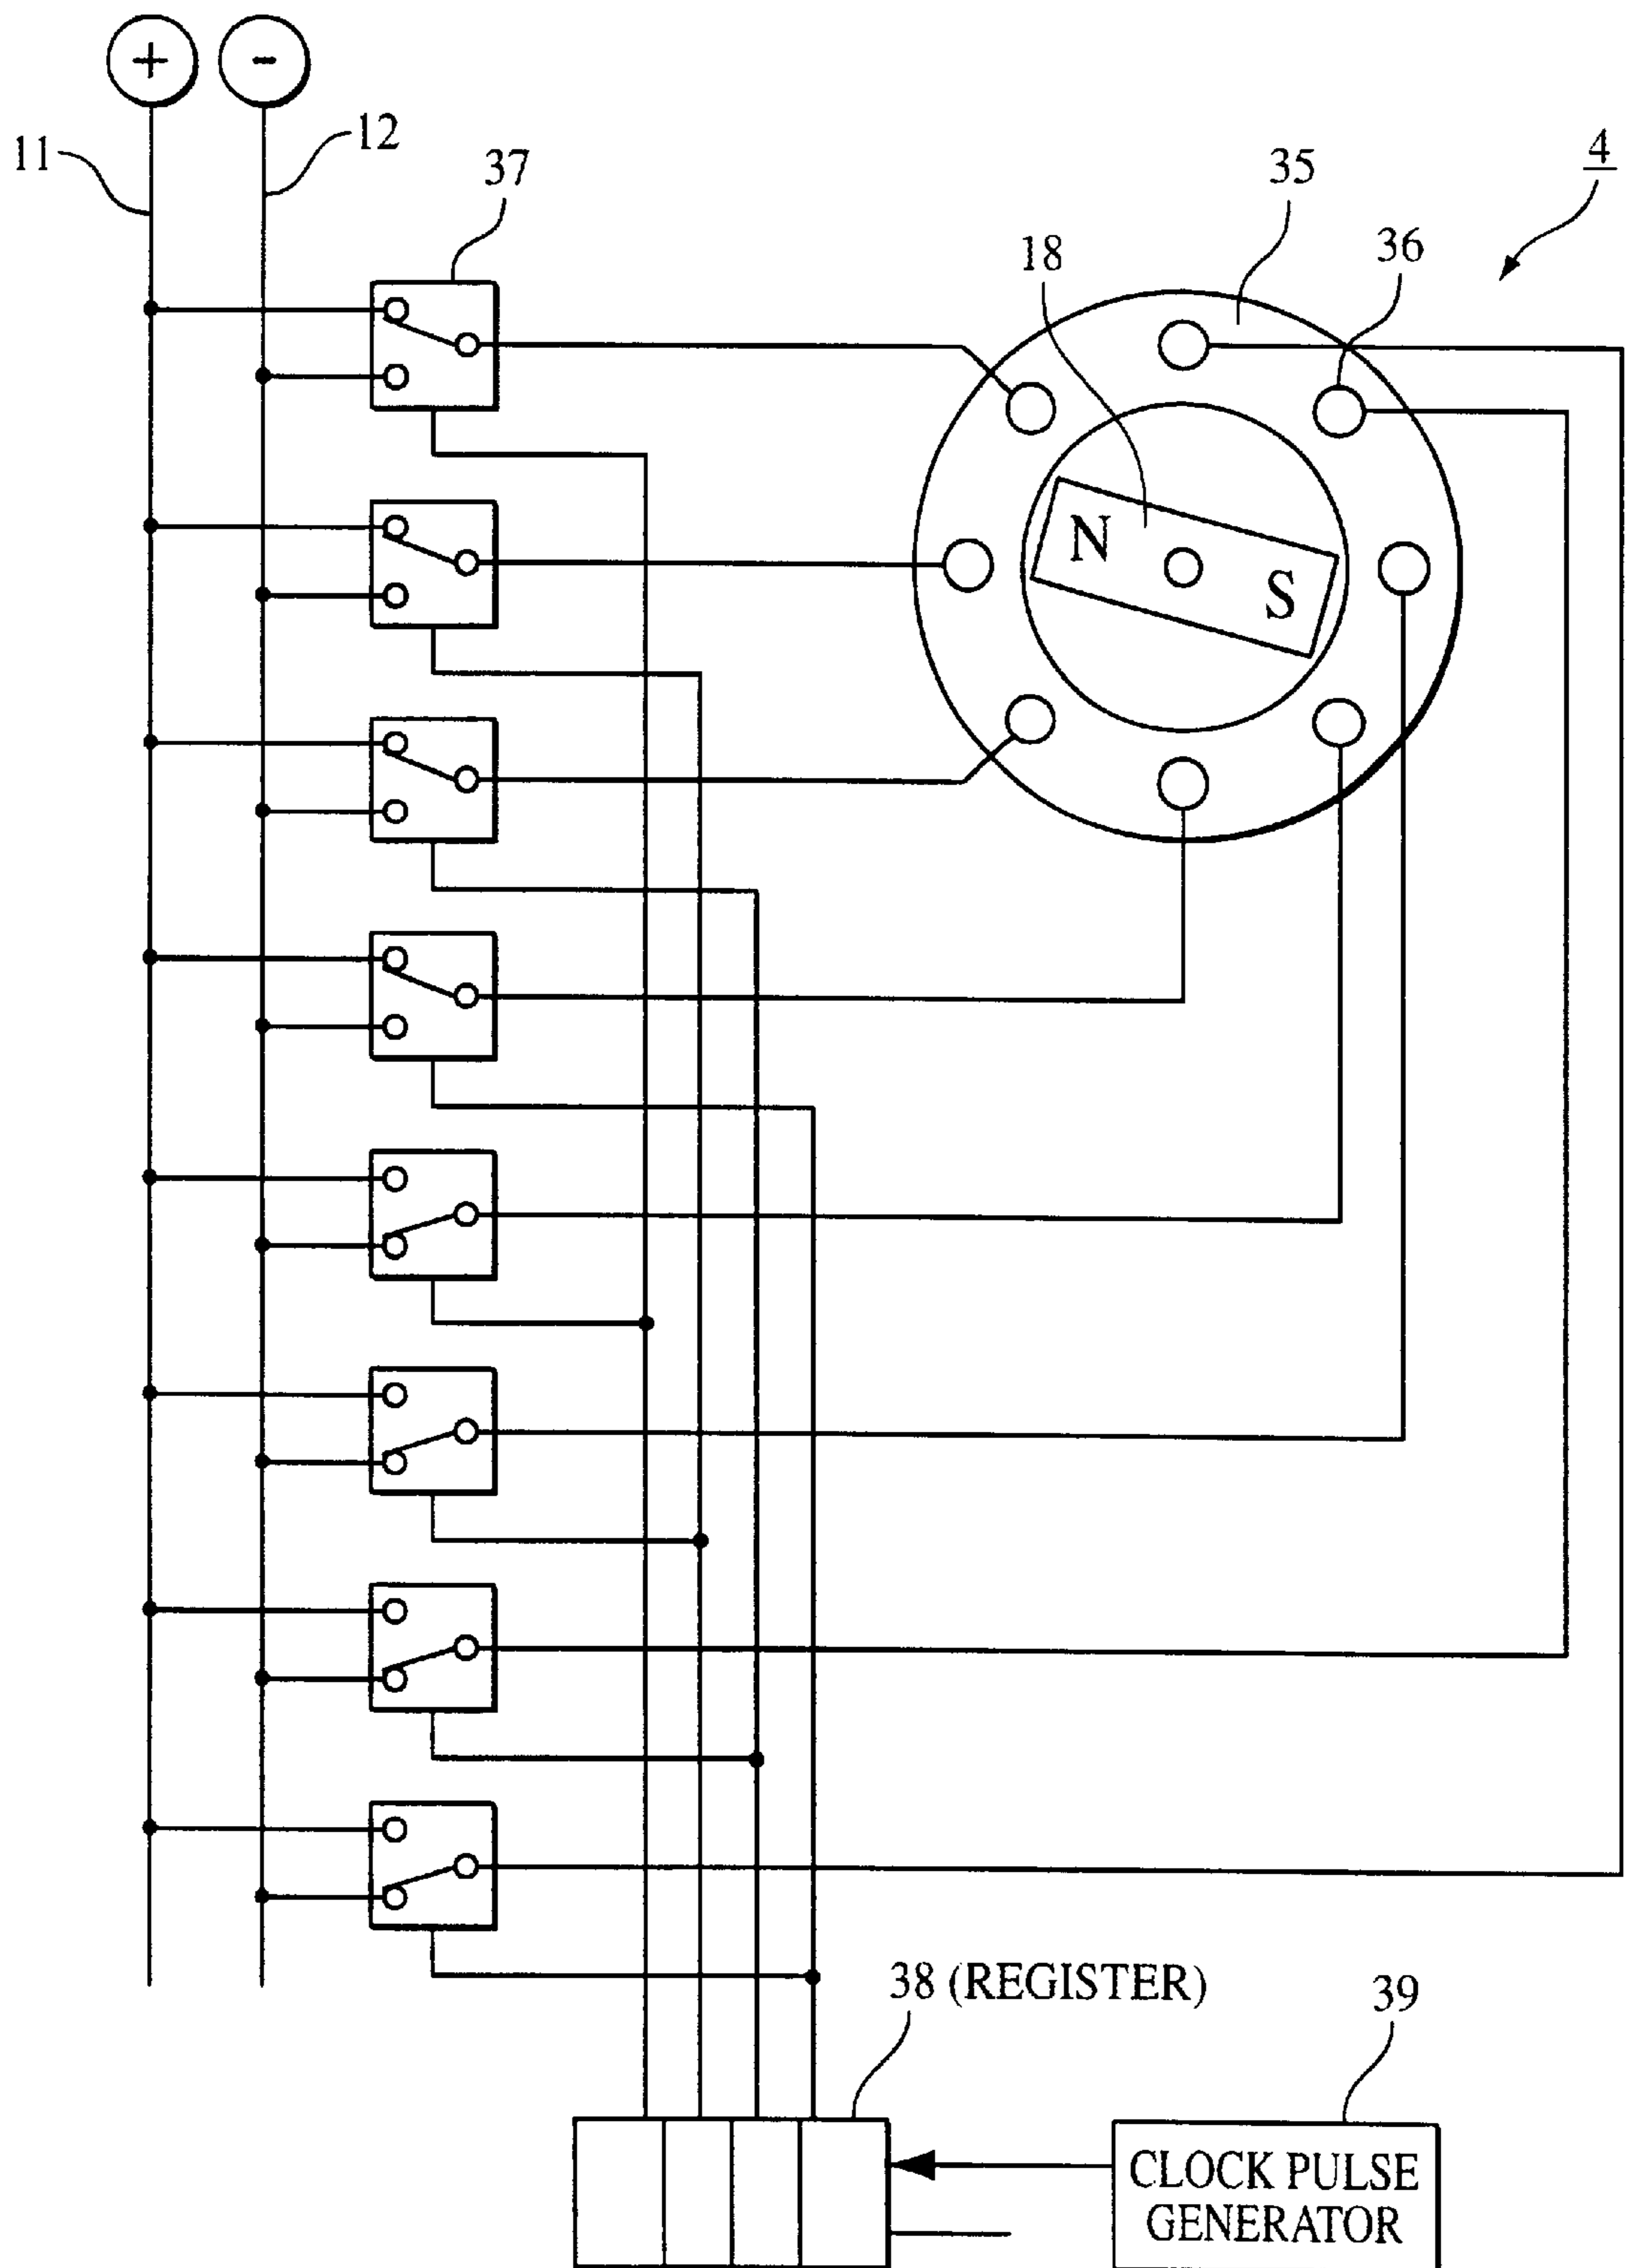 + -
11
12
37
35
4
36
18
N
S
38 (REGISTER)
39
CLOCK PULSE
GENERATOR